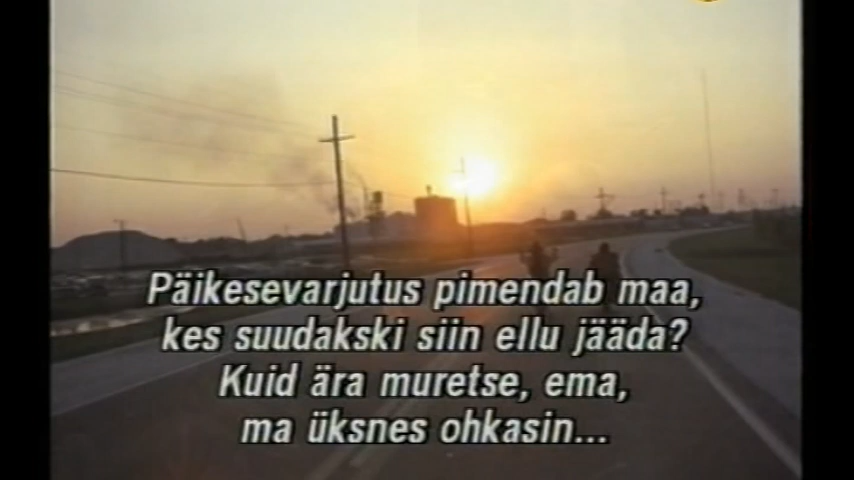 Päikesevarjutus pimendab maa,
kes suudakski siin ellu jääda?
Kuid ära muretse, ema,
ma üksnes ohkasin...